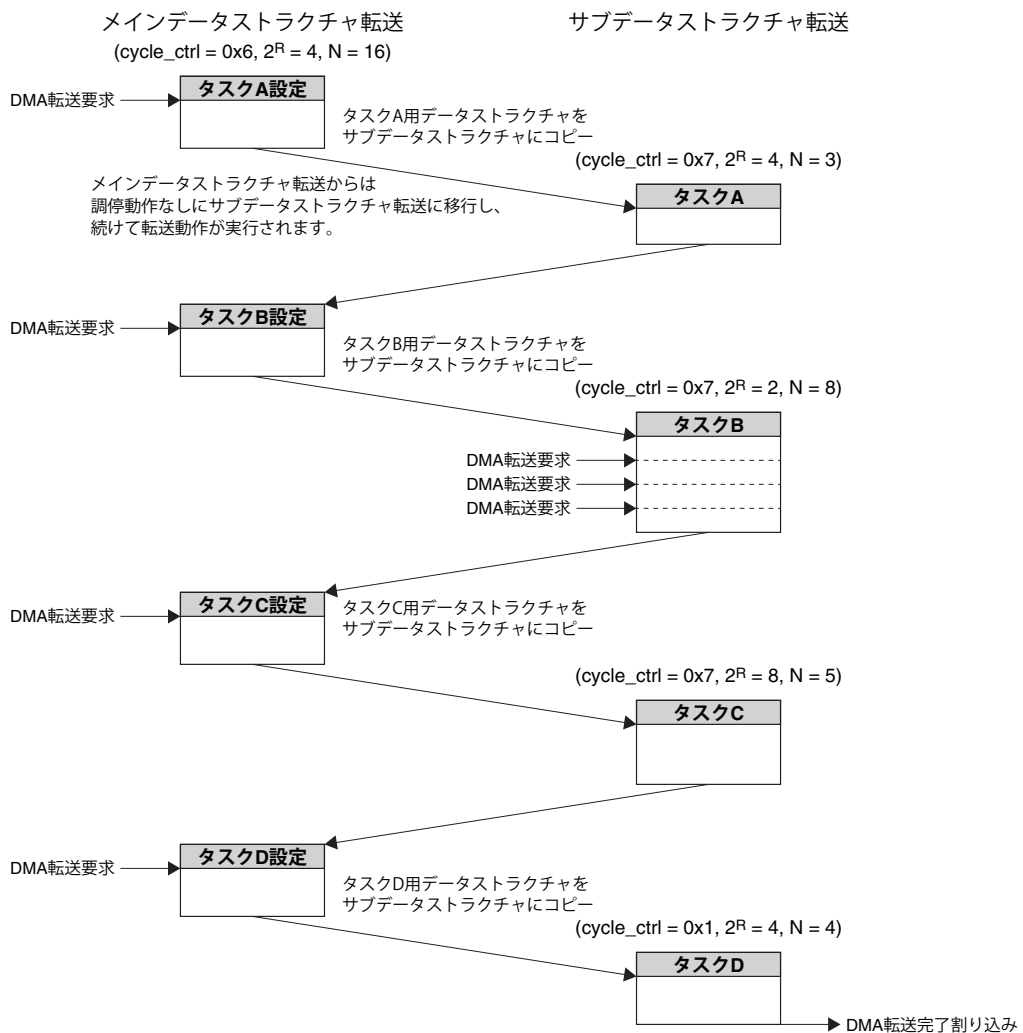 メインデータストラクチャ転送
サブデータストラクチャ転送
(cycle_ctrl = 0x6, 2ᴿ = 4, N = 16)
DMA転送要求
タスクA設定
タスクA用データストラクチャを
サブデータストラクチャにコピー
(cycle_ctrl = 0x7, 2ᴿ = 4, N = 3)
メインデータストラクチャ転送からは
調停動作なしにサブデータストラクチャ転送に移行し、
続けて転送動作が実行されます。
タスクA
DMA転送要求
タスクB設定
タスクB用データストラクチャを
サブデータストラクチャにコピー
(cycle_ctrl = 0x7, 2ᴿ = 2, N = 8)
タスクB
DMA転送要求
DMA転送要求
DMA転送要求
DMA転送要求
タスクC設定
タスクC用データストラクチャを
サブデータストラクチャにコピー
(cycle_ctrl = 0x7, 2ᴿ = 8, N = 5)
タスクC
DMA転送要求
タスクD設定
タスクD用データストラクチャを
サブデータストラクチャにコピー
(cycle_ctrl = 0x1, 2ᴿ = 4, N = 4)
タスクD
DMA転送完了割り込み